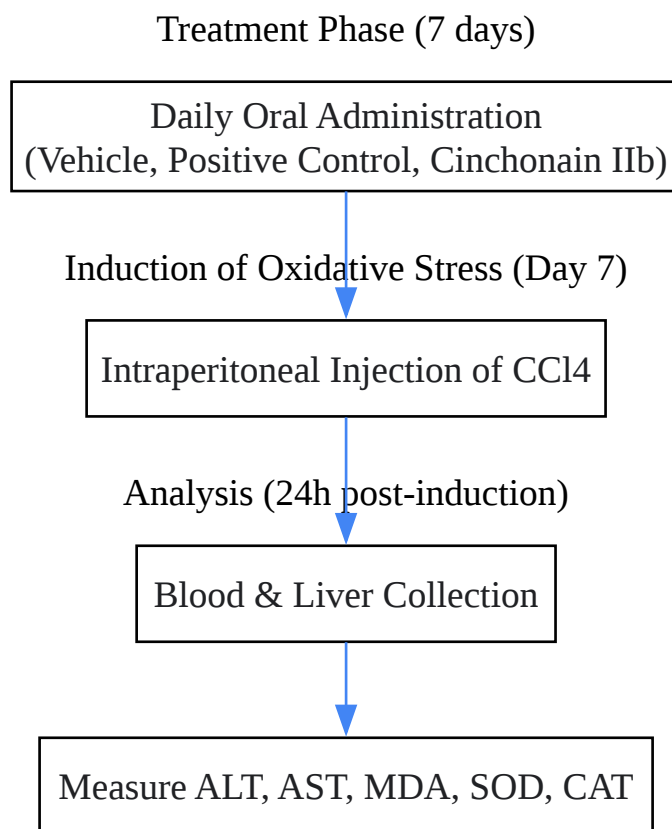 Treatment Phase (7 days)
Daily Oral Administration
(Vehicle, Positive Control, Cinchonain IIb)
Induction of Oxidative Stress (Day 7)
Intraperitoneal Injection of CCl4
Analysis (24h post-induction)
Blood & Liver Collection
Measure ALT, AST, MDA, SOD, CAT